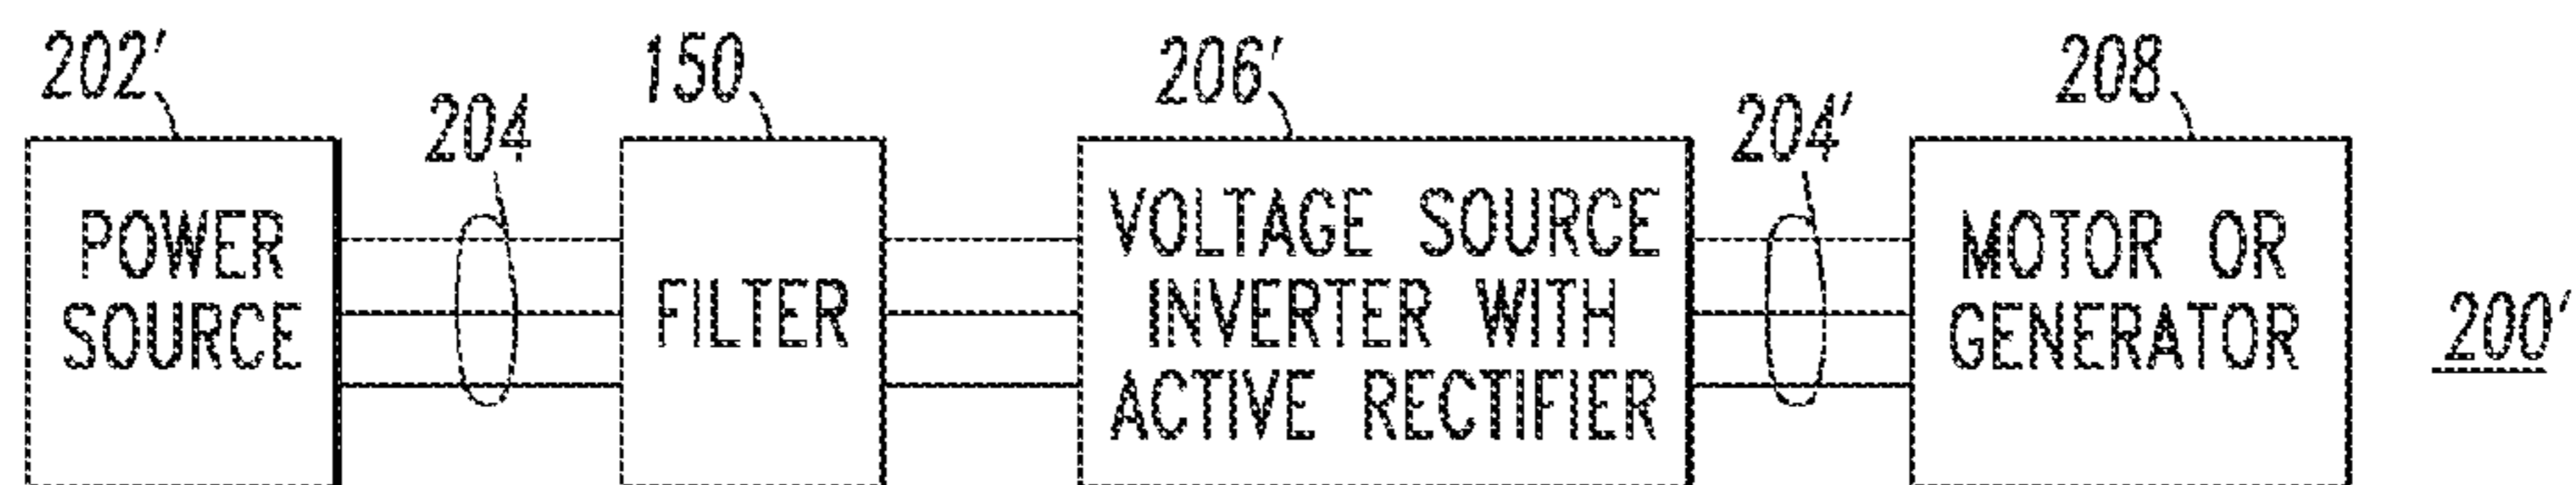 202'
204
150
206'
204'
208
POWER
SOURCE
FILTER
VOLTAGE SOURCE
INVERTER WITH
ACTIVE RECTIFIER
MOTOR OR
GENERATOR
200'